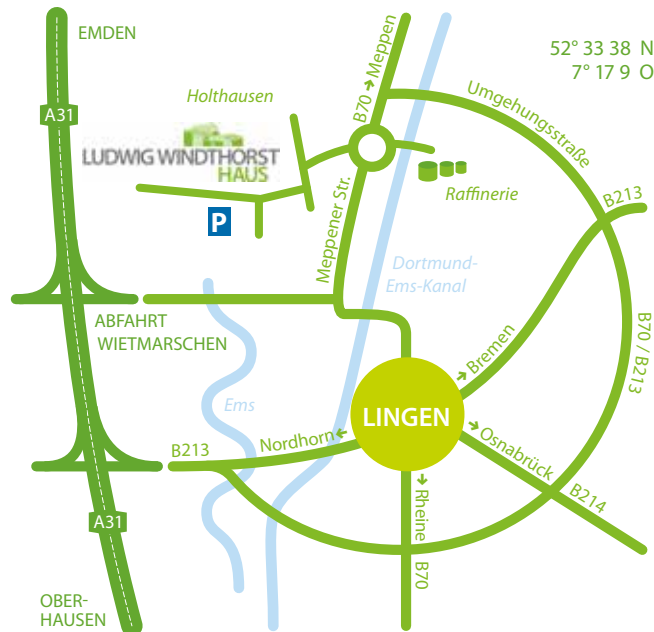 EMDEN
52° 33 38 N
7° 17 9 O
A31
Holthausen
B70 → Meppen
Umgehungsstraße
LUDWIG WINDTHORST
HAUS
Raffinerie
B213
P
Meppener Str.
Dortmund-
Ems-Kanal
ABFAHRT
WIETMARSCHEN
B70 / B213
→ Bremen
Ems
LINGEN
B213
Nordhorn ←
→ Osnabrück
B214
→ Rheine
B70
A31
OBER-
HAUSEN